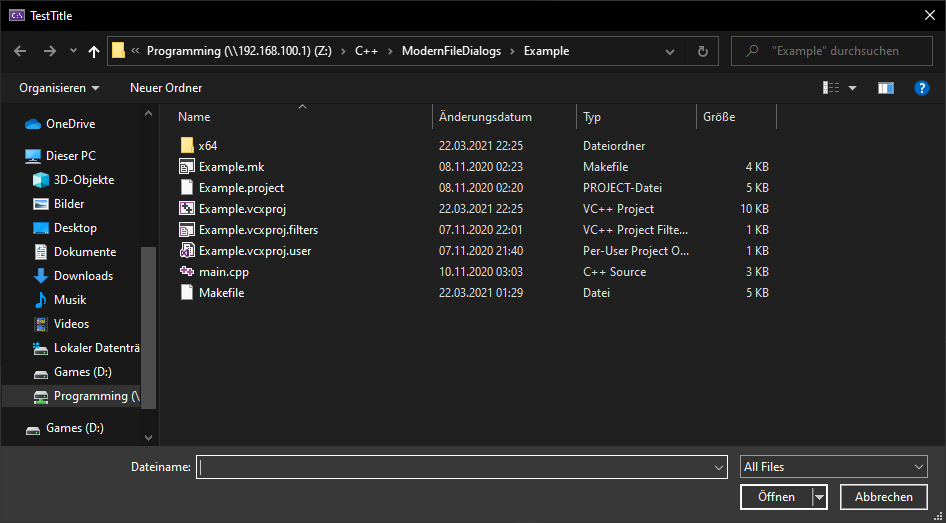 TestTitle
« Programming (\\192.168.100.1) (Z:) > C++ > ModernFileDialogs > Example
"Example" durchsuchen
Organisieren Neuer Ordner
OneDrive
Dieser PC
3D-Objekte
Bilder
Desktop
Dokumente
Downloads
Musik
Videos
Lokaler Datenträ
Games (D:)
Programming (\
Games (D:)
Name Änderungsdatum Typ Größe
x64 22.03.2021 22:25 Dateiordner
Example.mk 08.11.2020 02:23 Makefile 4 KB
Example.project 08.11.2020 02:20 PROJECT-Datei 5 KB
Example.vcxproj 22.03.2021 22:25 VC++ Project 10 KB
Example.vcxproj.filters 07.11.2020 22:01 VC++ Project Filte... 1 KB
Example.vcxproj.user 07.11.2020 21:40 Per-User Project O... 1 KB
main.cpp 10.11.2020 03:03 C++ Source 3 KB
Makefile 22.03.2021 01:29 Datei 5 KB
Dateiname:
All Files
Öffnen Abbrechen